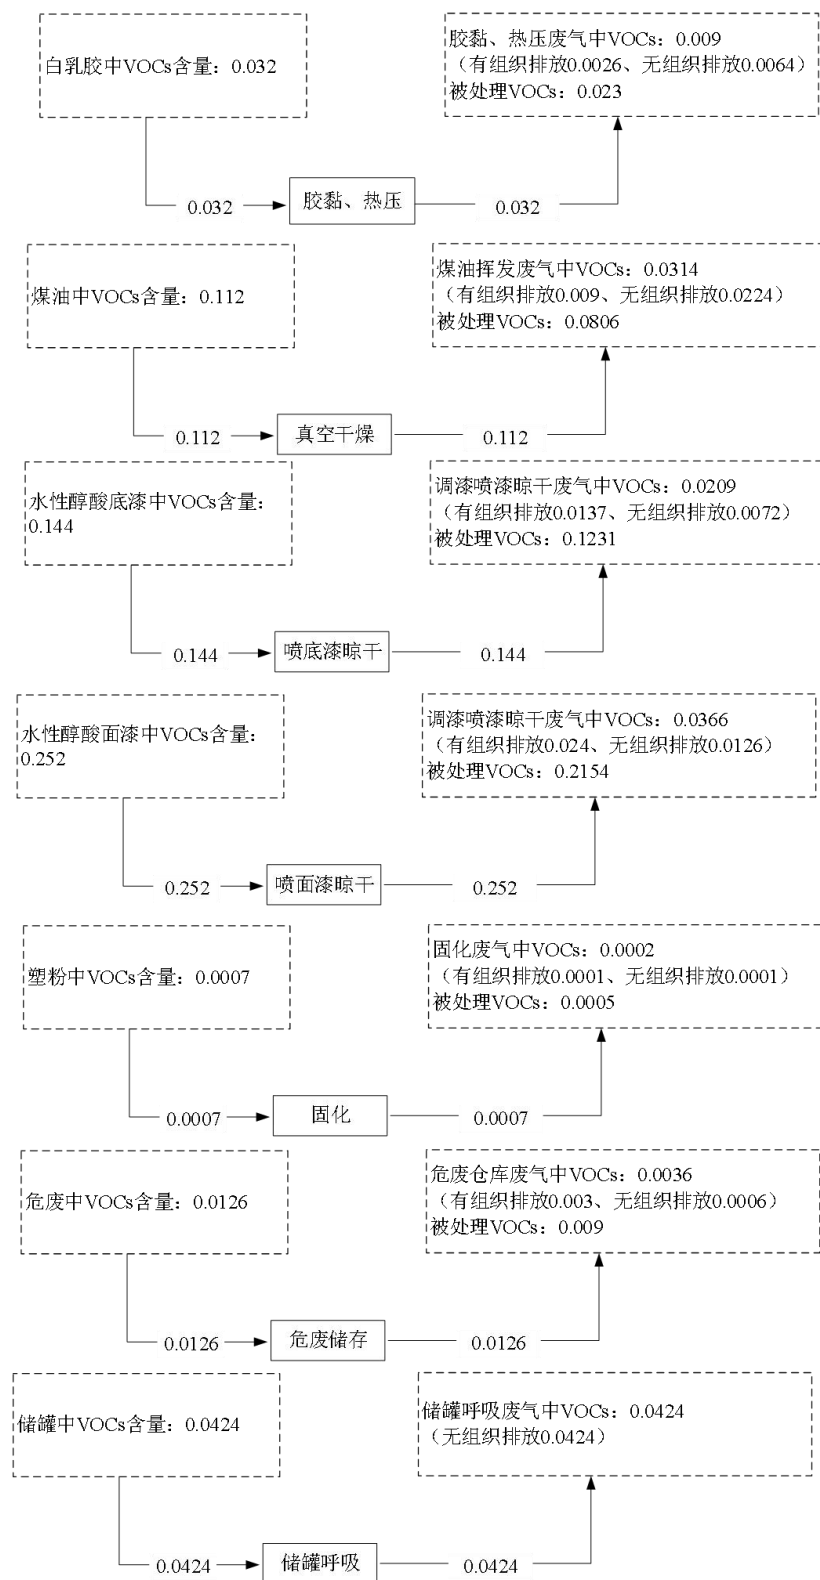 白乳胶中VOCs含量：0.032
胶黏、热压废气中VOCs：0.009
（有组织排放0.0026、无组织排放0.0064）
被处理VOCs：0.023
0.032
胶黏、热压
0.032
煤油中VOCs含量：0.112
煤油挥发废气中VOCs：0.0314
（有组织排放0.009、无组织排放0.0224）
被处理VOCs：0.0806
0.112
真空干燥
0.112
水性醇酸底漆中VOCs含量：
0.144
调漆喷漆晾干废气中VOCs：0.0209
（有组织排放0.0137、无组织排放0.0072）
被处理VOCs：0.1231
0.144
喷底漆晾干
0.144
水性醇酸面漆中VOCs含量：
0.252
调漆喷漆晾干废气中VOCs：0.0366
（有组织排放0.024、无组织排放0.0126）
被处理VOCs：0.2154
0.252
喷面漆晾干
0.252
塑粉中VOCs含量：0.0007
固化废气中VOCs：0.0002
（有组织排放0.0001、无组织排放0.0001）
被处理VOCs：0.0005
0.0007
固化
0.0007
危废中VOCs含量：0.0126
危废仓库废气中VOCs：0.0036
（有组织排放0.003、无组织排放0.0006）
被处理VOCs：0.009
0.0126
危废储存
0.0126
储罐中VOCs含量：0.0424
储罐呼吸废气中VOCs：0.0424
（无组织排放0.0424）
0.0424
储罐呼吸
0.0424